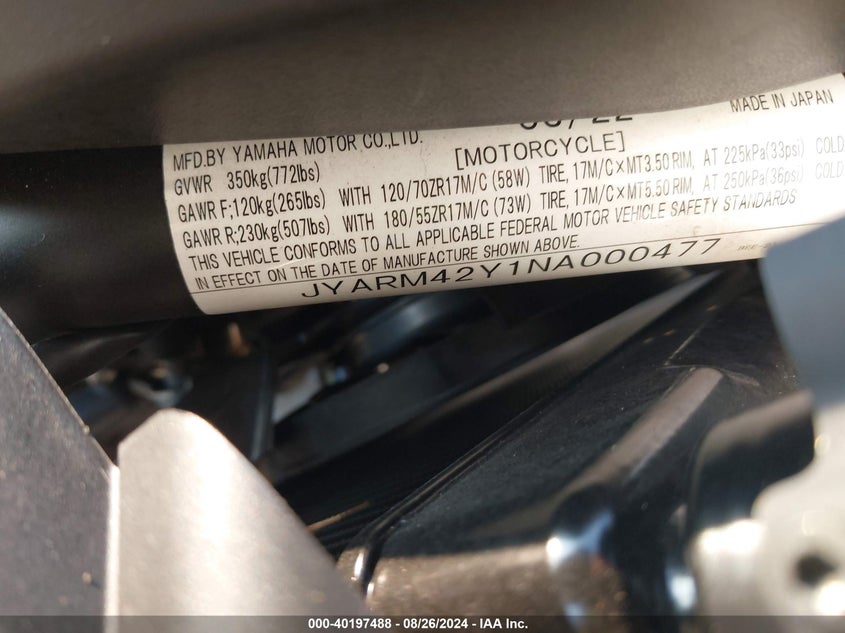 MADE IN JAPAN
MFD.BY YAMAHA MOTOR CO.,LTD.
[MOTORCYCLE]
GVWR 350kg(772lbs)
GAWR F;120kg(265lbs) WITH 120/70ZR17M/C (58W) TIRE, 17M/C×MT3.50 RIM, AT 225kPa(33psi) COLD
GAWR R;230kg(507lbs) WITH 180/55ZR17M/C (73W) TIRE, 17M/C×MT5.50 RIM, AT 250kPa(36psi) COLD
THIS VEHICLE CONFORMS TO ALL APPLICABLE FEDERAL MOTOR VEHICLE SAFETY STANDARDS
IN EFFECT ON THE DATE OF MANUFACTURE SHOWN ABOVE.
JYARM42Y1NA000477
000-40197488 - 08/26/2024 - IAA Inc.